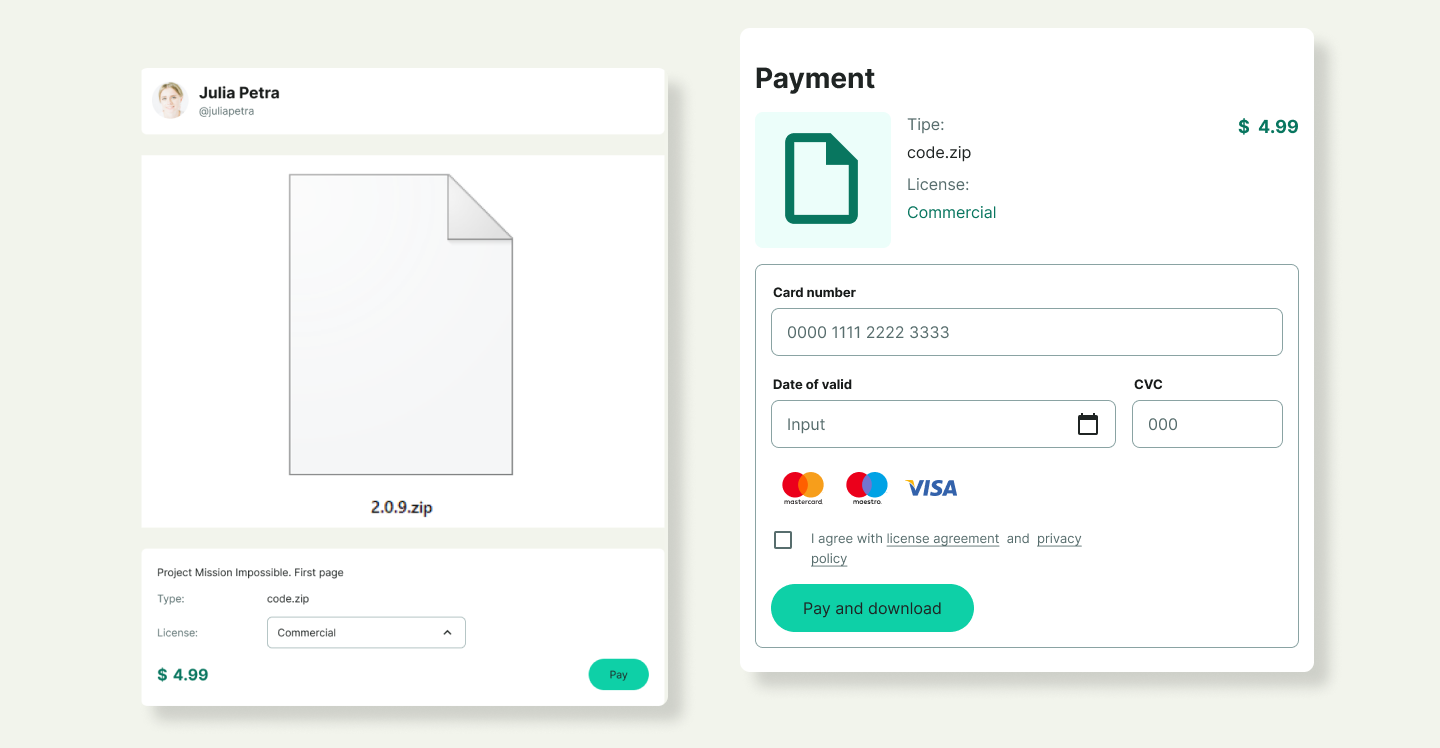 Julia Petra
@juliapetra
2.0.9.zip
Project Mission Impossible. First page
Type: code.zip
License: Commercial
$ 4.99 Pay
Payment
Tipe: $ 4.99
code.zip
License:
Commercial
Card number
0000 1111 2222 3333
Date of valid CVC
Input 000
mastercard. maestro. VISA
I agree with license agreement and privacy
policy
Pay and download